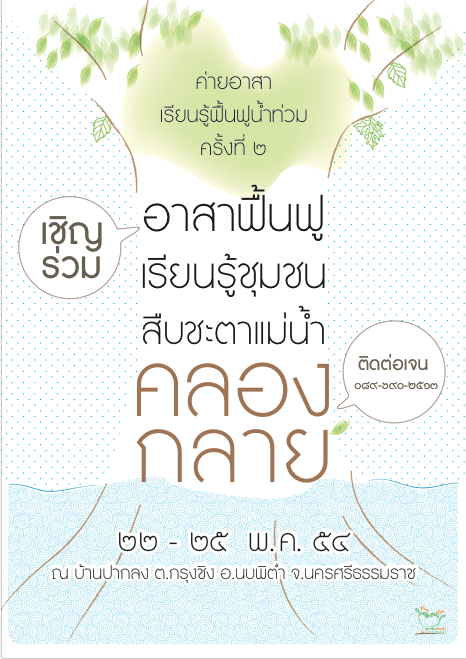 ค่ายอาสา
เรียนรู้ฟื้นฟูน้ำท่วม
ครั้งที่ ๒
เชิญ
ร่วม
อาสาฟื้นฟู
เรียนรู้ชุมชน
สืบชะตาแม่น้ำ
คลอง
กลาย
ติดต่อเจน
๐๘๙-๖๙๐-๒๕๐๓
๒๒ - ๒๕ พ.ค. ๕๔
ณ บ้านปากลง ต.กรุงชิง อ.นบพิตำ จ.นครศรีธรรมราช